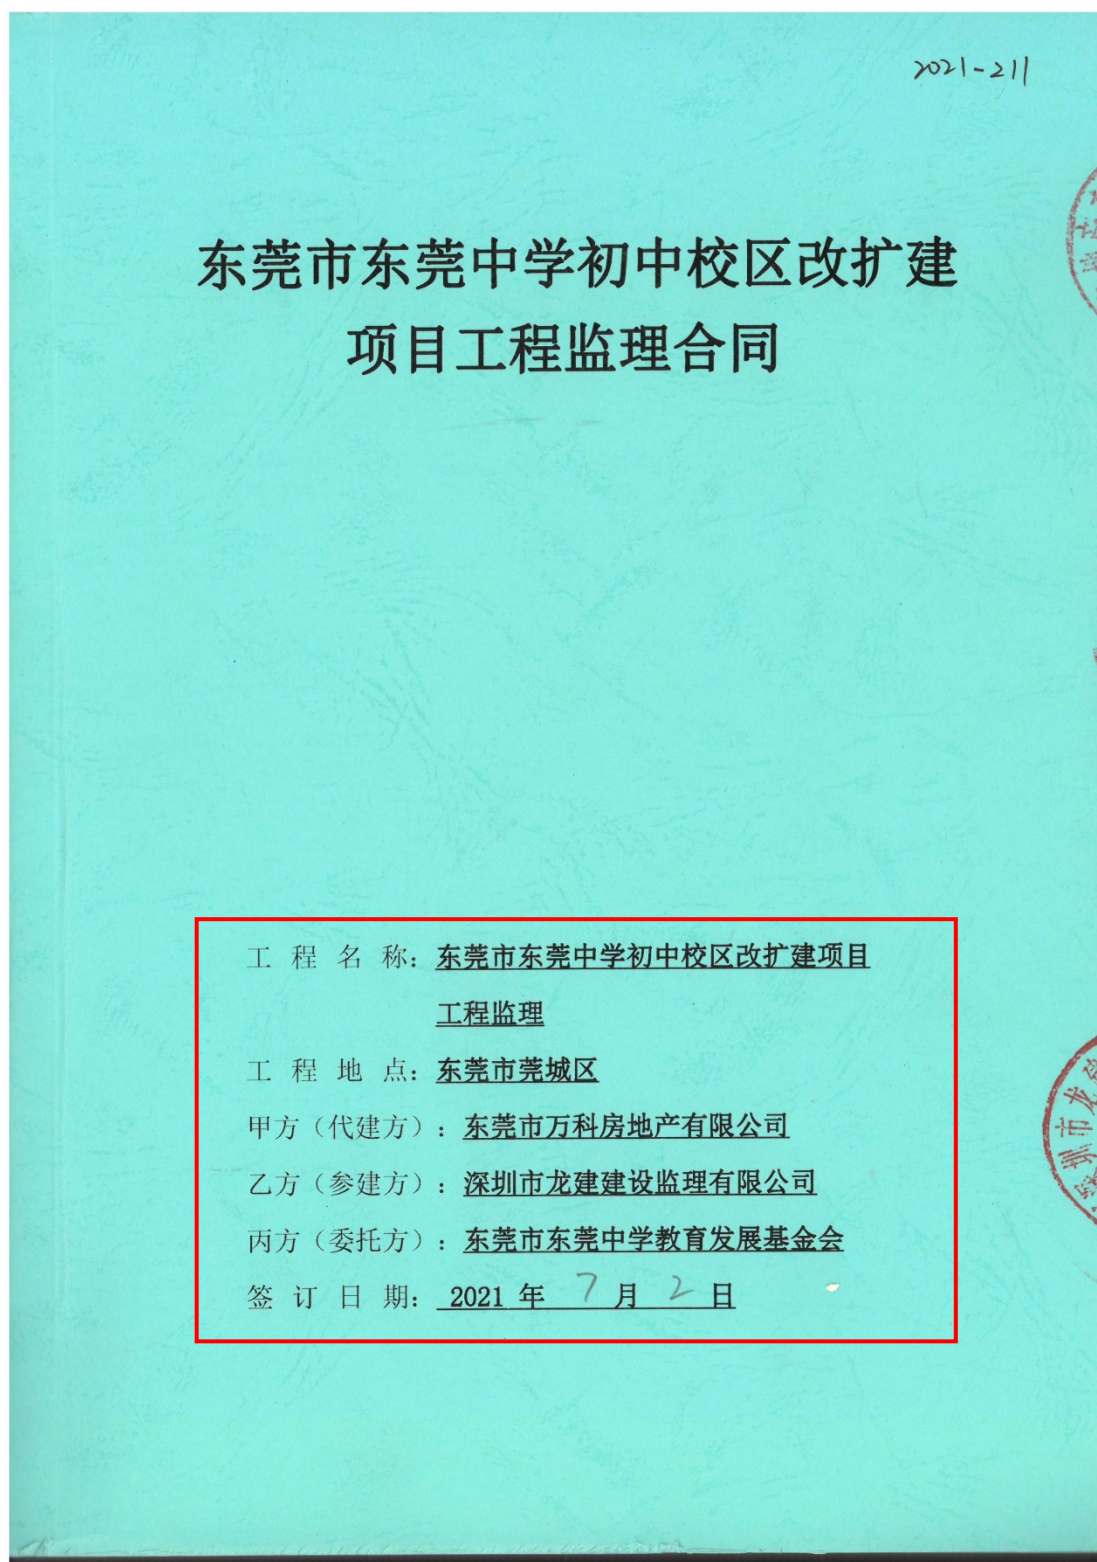 2021-211
东莞市东莞中学初中校区改扩建
项目工程监理合同
工程名称：东莞市东莞中学初中校区改扩建项目
工程监理
工程地点：东莞市莞城区
甲方（代建方）：东莞市万科房地产有限公司
乙方（参建方）：深圳市龙建建设监理有限公司
丙方（委托方）：东莞市东莞中学教育发展基金会
签订日期：2021 年 7 月 2 日
圳市龙建